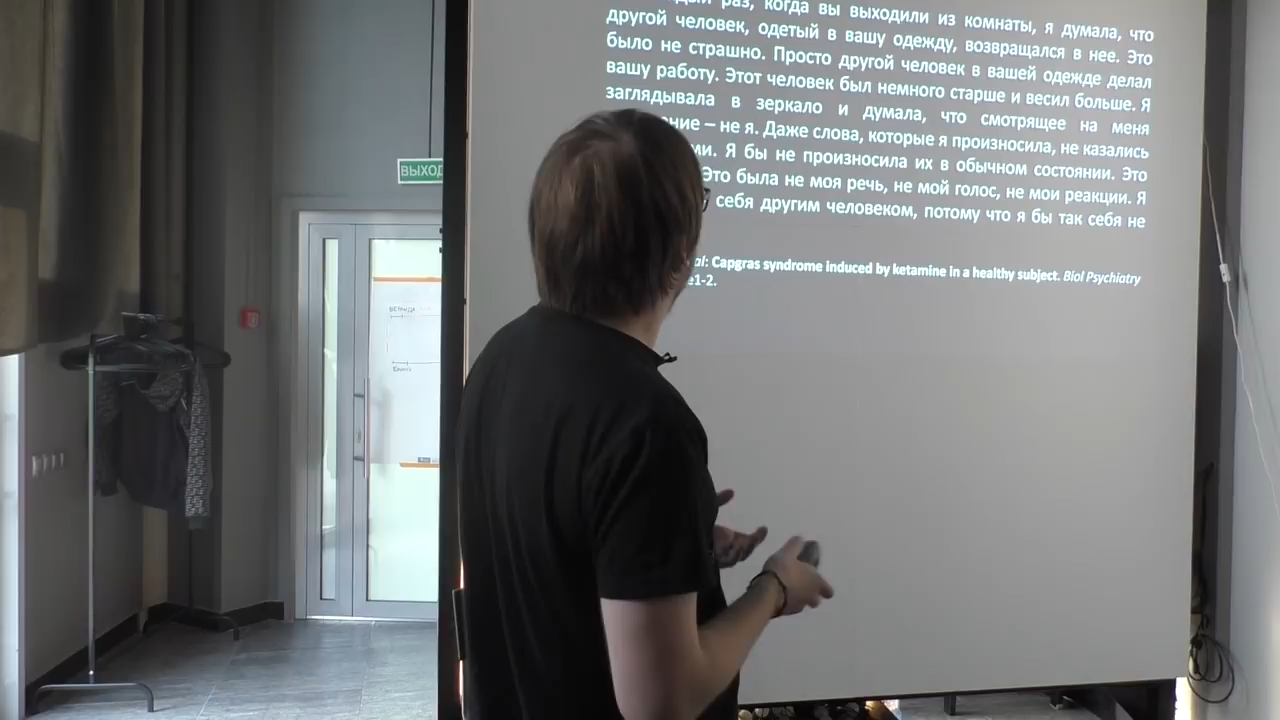 раз, когда вы выходили из комнаты, я думала, что
другой человек, одетый в вашу одежду, возвращался в нее. Это
было не страшно. Просто другой человек в вашей одежде делал
вашу работу. Этот человек был немного старше и весил больше. Я
заглядывала в зеркало и думала, что смотрящее на меня
– не я. Даже слова, которые я произносила, не казались
Я бы не произносила их в обычном состоянии. Это
Это была не моя речь, не мой голос, не мои реакции. Я
себя другим человеком, потому что я бы так себя не
al: Capgras syndrome induced by ketamine in a healthy subject. Biol Psychiatry
e1-2.
ВЫХОД
ВЕРАНДА